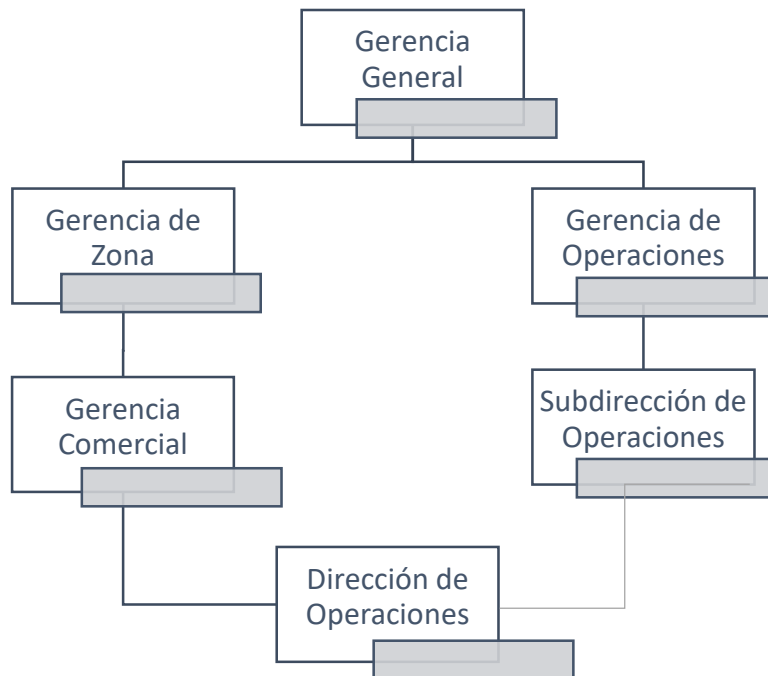 Gerencia
General
Gerencia de
Zona
Gerencia de
Operaciones
Gerencia
Comercial
Subdirección de
Operaciones
Dirección de
Operaciones